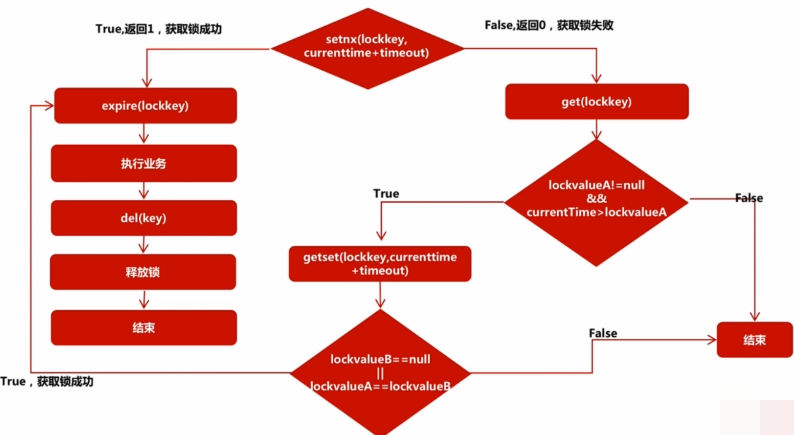 True,返回1，获取锁成功
setnx(lockkey,
currenttime+timeout)
False,返回0，获取锁失败
expire(lockkey)
get(lockkey)
执行业务
lockvalueA!=null
&&
currentTime>lockvalueA
True
False
del(key)
getset(lockkey,currenttime
+timeout)
释放锁
结束
False
结束
lockvalueB==null
||
lockvalueA==lockvalueB
True，获取锁成功